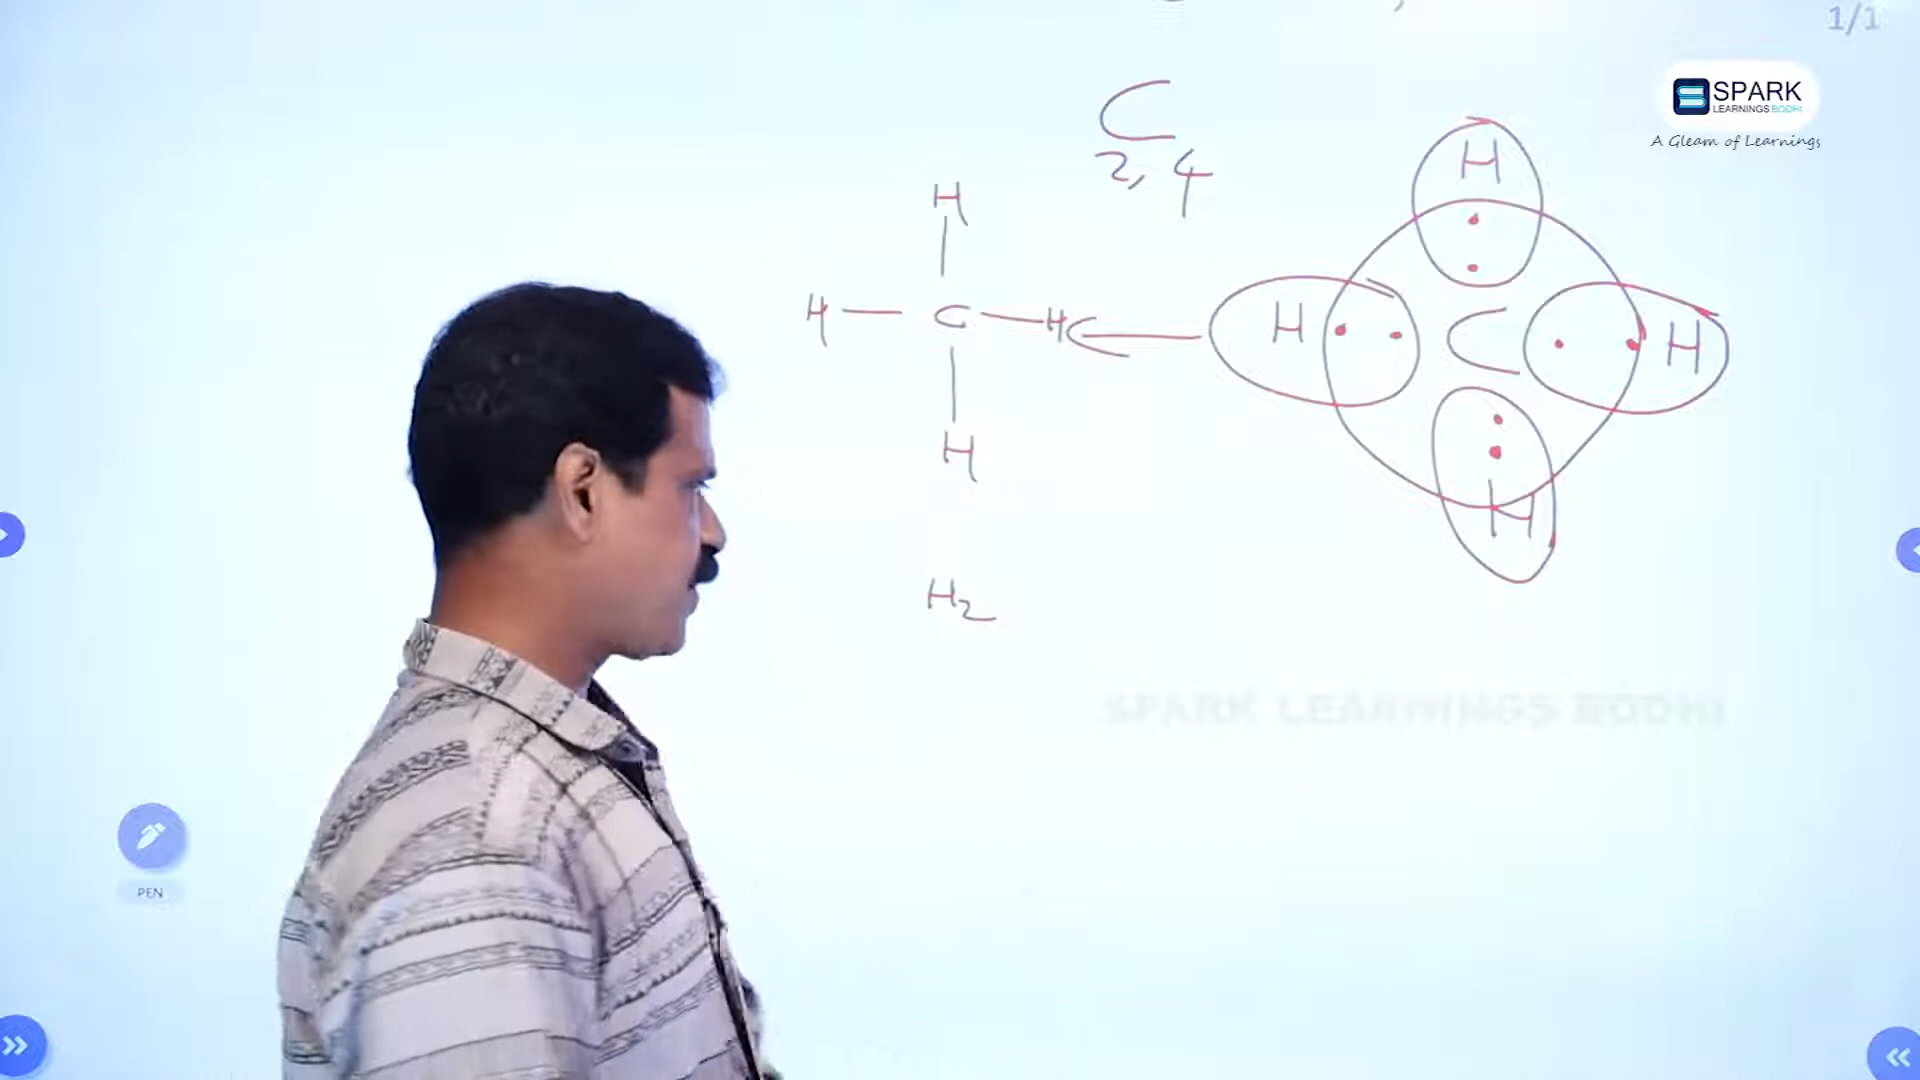 1/1
SPARK
LEARNINGS BODHI
A Gleam of Learnings
C
2, 4
H
H
H — C — H
H C H
H
H
H2
SPARK LEARNINGS BODHI
PEN